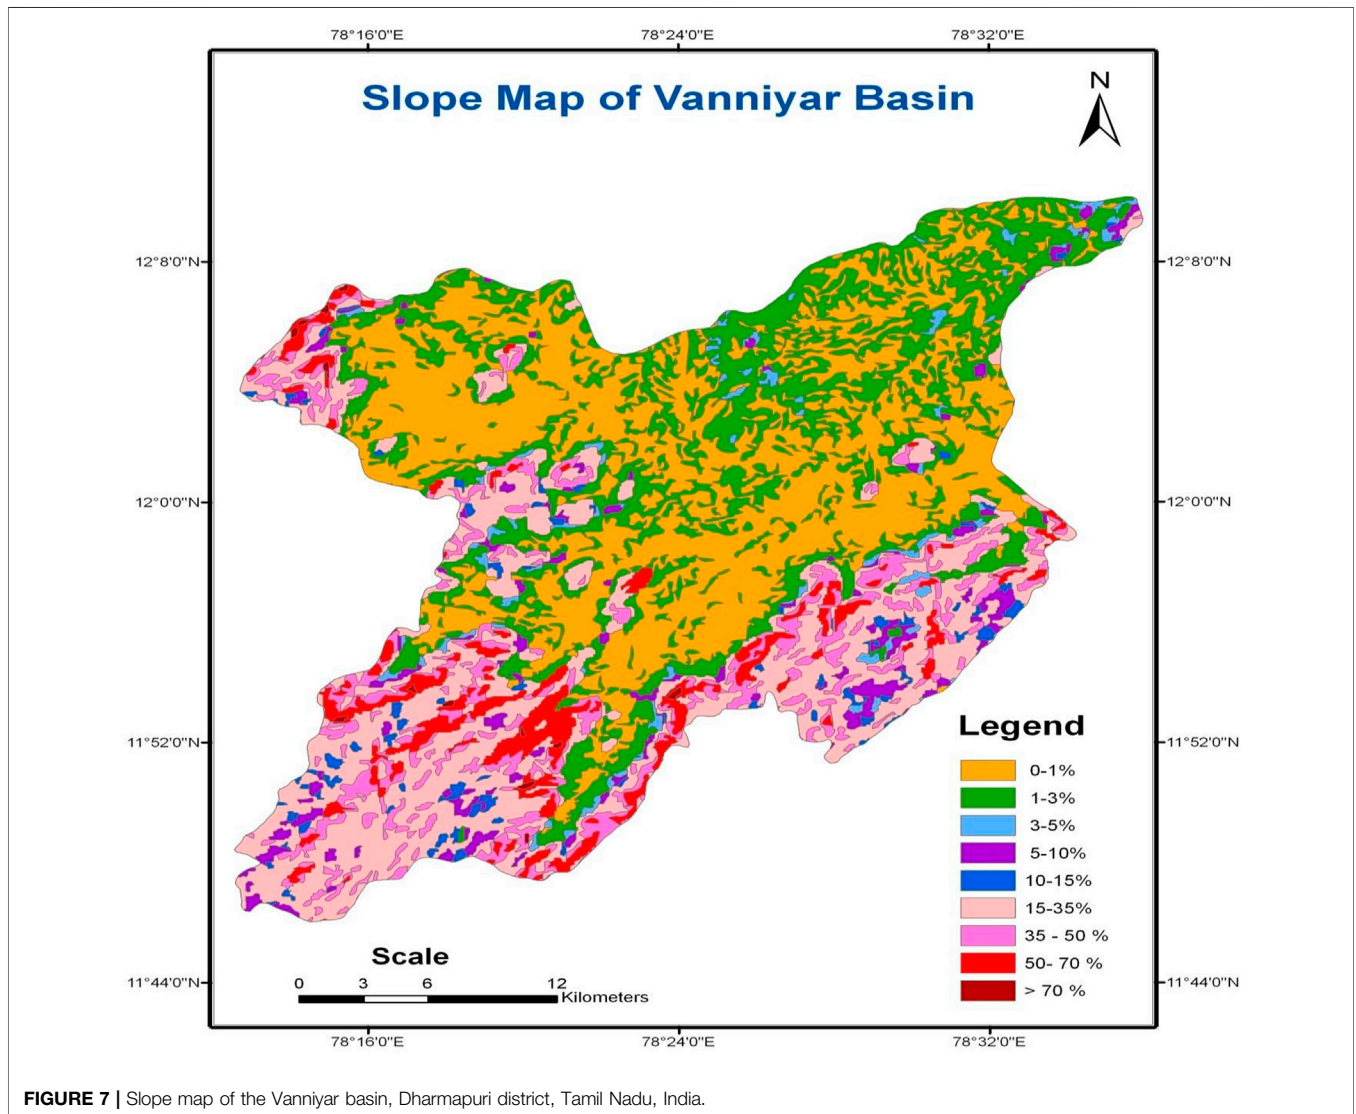 78°16'0"E 78°24'0"E 78°32'0"E
Slope Map of Vanniyar Basin
N
12°8'0"N 12°8'0"N
12°0'0"N 12°0'0"N
11°52'0"N 11°52'0"N
Legend
0-1%
1-3%
3-5%
5-10%
10-15%
15-35%
35 - 50 %
50- 70 %
> 70 %
Scale
0 3 6 12
Kilometers
11°44'0"N 11°44'0"N
78°16'0"E 78°24'0"E 78°32'0"E
FIGURE 7 | Slope map of the Vanniyar basin, Dharmapuri district, Tamil Nadu, India.